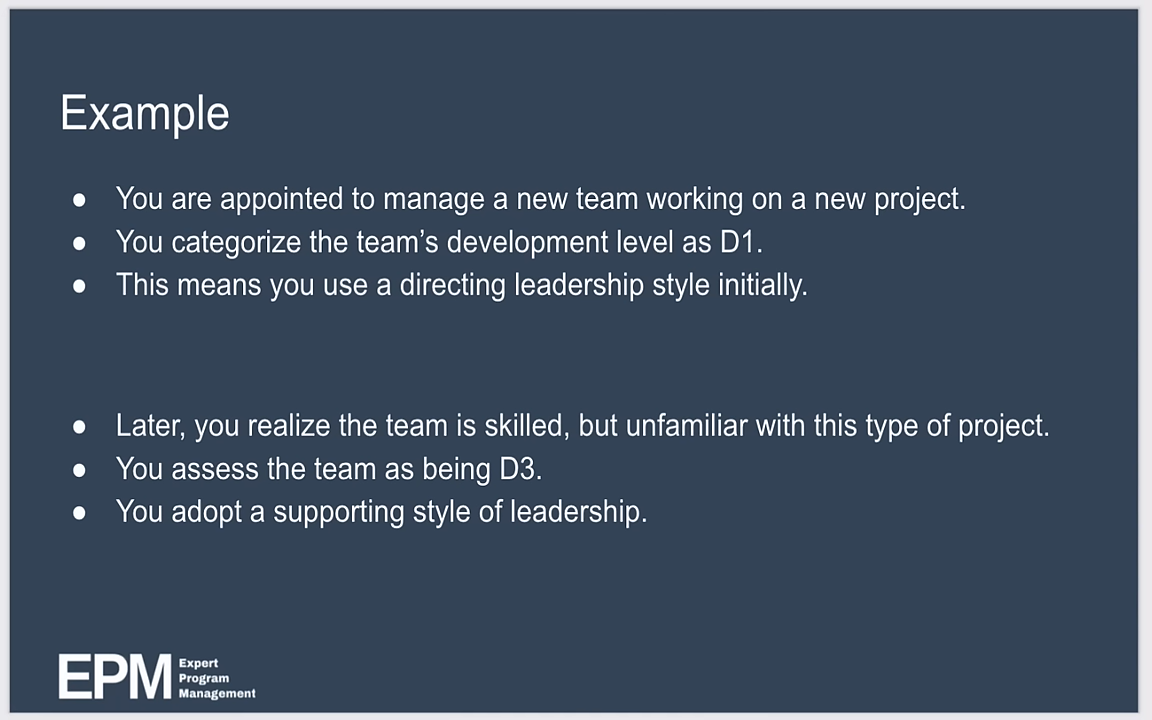 Example
● You are appointed to manage a new team working on a new project.
● You categorize the team’s development level as D1.
● This means you use a directing leadership style initially.
● Later, you realize the team is skilled, but unfamiliar with this type of project.
● You assess the team as being D3.
● You adopt a supporting style of leadership.
EPM
Expert
Program
Management